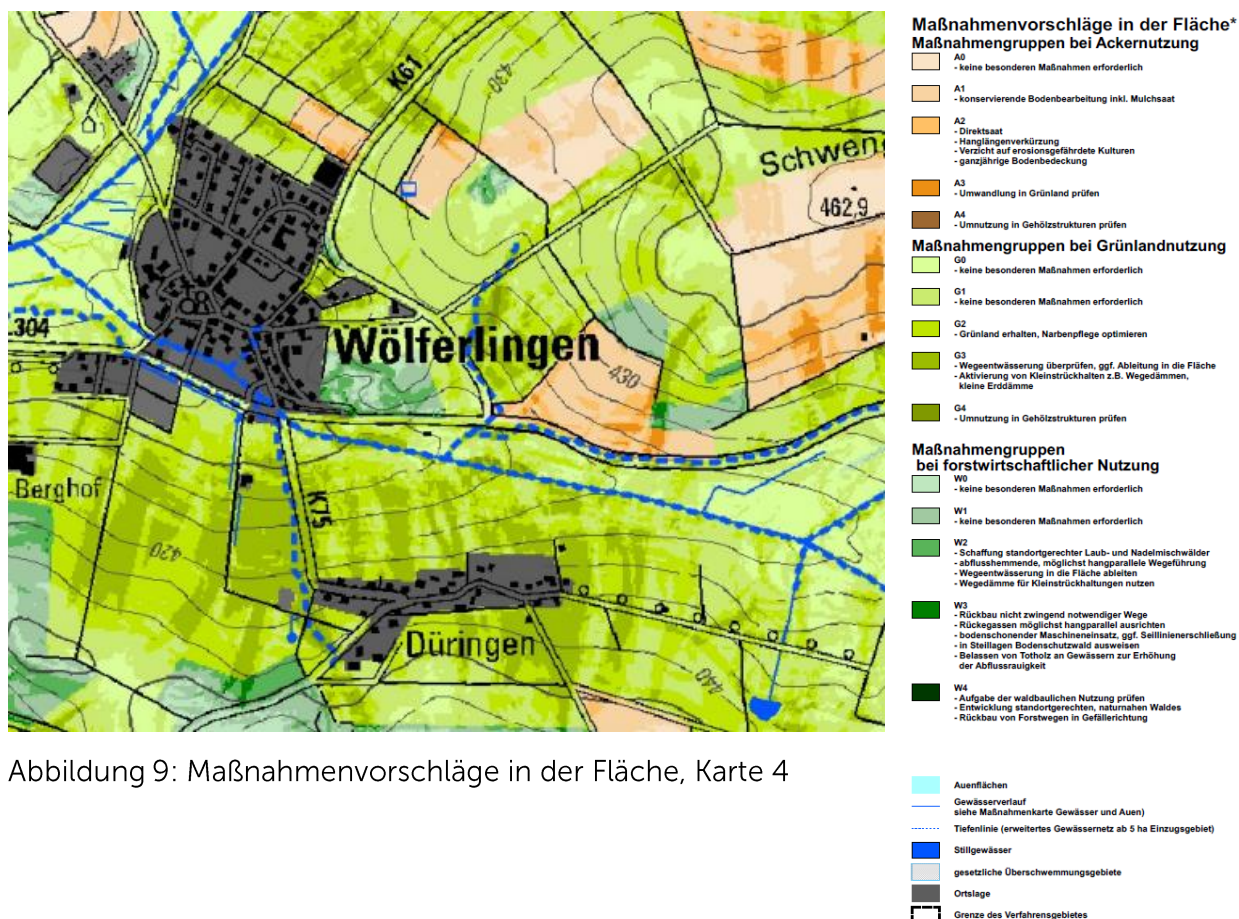 K61
430
Schwen
462,9
304
Wölferlingen
430
Berghof
K75
420
Düringen
440
Abbildung 9: Maßnahmenvorschläge in der Fläche, Karte 4
Maßnahmenvorschläge in der Fläche*
Maßnahmengruppen bei Ackernutzung
A0
- keine besonderen Maßnahmen erforderlich
A1
- konservierende Bodenbearbeitung inkl. Mulchsaat
A2
- Direktsaat
- Hanglängenverkürzung
- Verzicht auf erosionsgefährdete Kulturen
- ganzjährige Bodenbedeckung
A3
- Umwandlung in Grünland prüfen
A4
- Umnutzung in Gehölzstrukturen prüfen
Maßnahmengruppen bei Grünlandnutzung
G0
- keine besonderen Maßnahmen erforderlich
G1
- keine besonderen Maßnahmen erforderlich
G2
- Grünland erhalten, Narbenpflege optimieren
G3
- Wegeentwässerung überprüfen, ggf. Ableitung in die Fläche
- Aktivierung von Kleinstrückhalten z.B. Wegedämmen,
kleine Erddämme
G4
- Umnutzung in Gehölzstrukturen prüfen
Maßnahmengruppen
bei forstwirtschaftlicher Nutzung
W0
- keine besonderen Maßnahmen erforderlich
W1
- keine besonderen Maßnahmen erforderlich
W2
- Schaffung standortgerechter Laub- und Nadelmischwälder
- abflusshemmende, möglichst hangparallele Wegeführung
- Wegeentwässerung in die Fläche ableiten
- Wegedämme für Kleinstrückhaltungen nutzen
W3
- Rückbau nicht zwingend notwendiger Wege
- Rückegassen möglichst hangparallel ausrichten
- bodenschonender Maschineneinsatz, ggf. Seillinienerschließung
- in Steillagen Bodenschutzwald ausweisen
- Belassen von Totholz an Gewässern zur Erhöhung
der Abflussrauigkeit
W4
- Aufgabe der waldbaulichen Nutzung prüfen
- Entwicklung standortgerechten, naturnahen Waldes
- Rückbau von Forstwegen in Gefällerichtung
Auenflächen
Gewässerverlauf
siehe Maßnahmenkarte Gewässer und Auen)
Tiefenlinie (erweitertes Gewässernetz ab 5 ha Einzugsgebiet)
Stillgewässer
gesetzliche Überschwemmungsgebiete
Ortslage
Grenze des Verfahrensgebietes